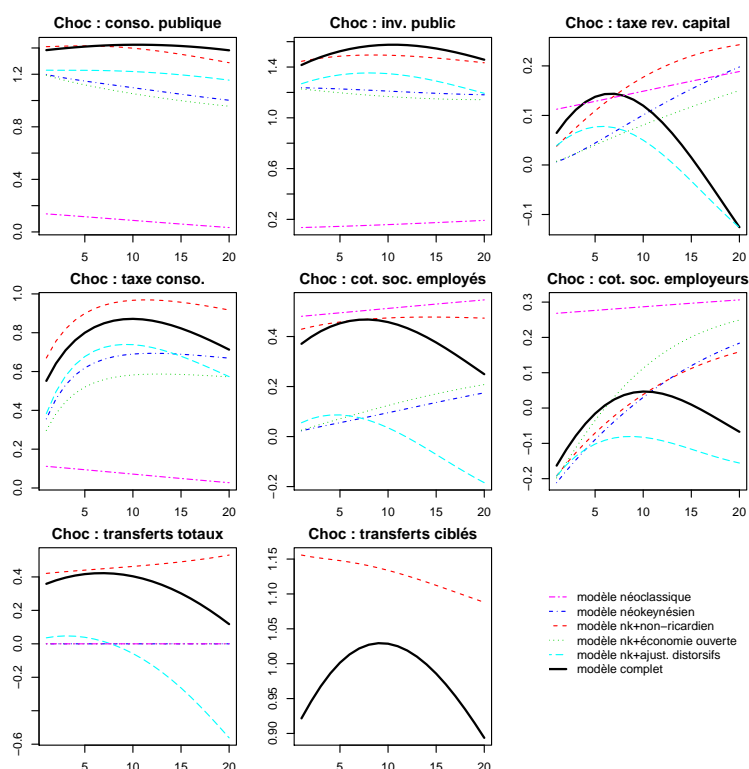 Choc : conso. publique
0.0 0.4 0.8 1.2
5 10 15 20
Choc : inv. public
0.2 0.6 1.0 1.4
5 10 15 20
Choc : taxe rev. capital
−0.1 0.0 0.1 0.2
5 10 15 20
Choc : taxe conso.
0.0 0.2 0.4 0.6 0.8 1.0
5 10 15 20
Choc : cot. soc. employés
−0.2 0.0 0.2 0.4
5 10 15 20
Choc : cot. soc. employeurs
−0.2 −0.1 0.0 0.1 0.2 0.3
5 10 15 20
Choc : transferts totaux
−0.6 −0.2 0.0 0.2 0.4
5 10 15 20
Choc : transferts ciblés
0.90 0.95 1.00 1.05 1.10 1.15
5 10 15 20
modèle néoclassique
modèle néokeynésien
modèle nk+non−ricardien
modèle nk+économie ouverte
modèle nk+ajust. distorsifs
modèle complet